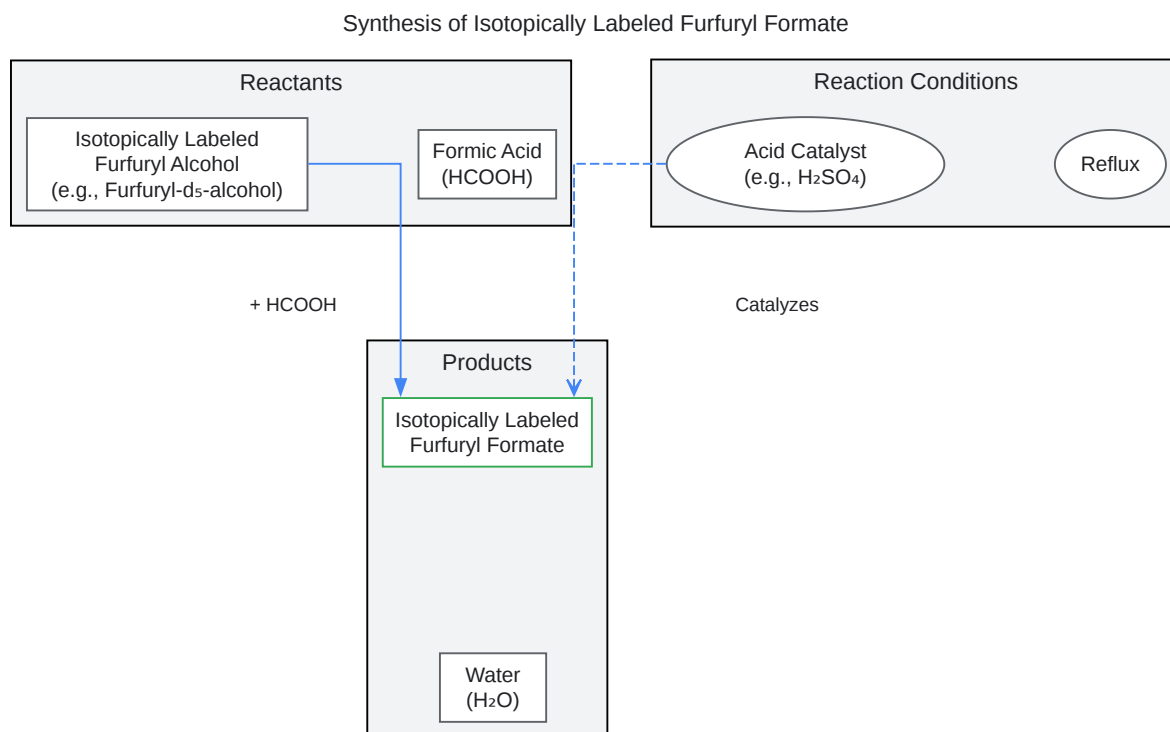 Synthesis of Isotopically Labeled Furfuryl Formate
Reactants
Isotopically Labeled
Furfuryl Alcohol
(e.g., Furfuryl-d₅-alcohol)
Formic Acid
(HCOOH)
Reaction Conditions
Acid Catalyst
(e.g., H₂SO₄)
Reflux
+ HCOOH
Catalyzes
Products
Isotopically Labeled
Furfuryl Formate
Water
(H₂O)